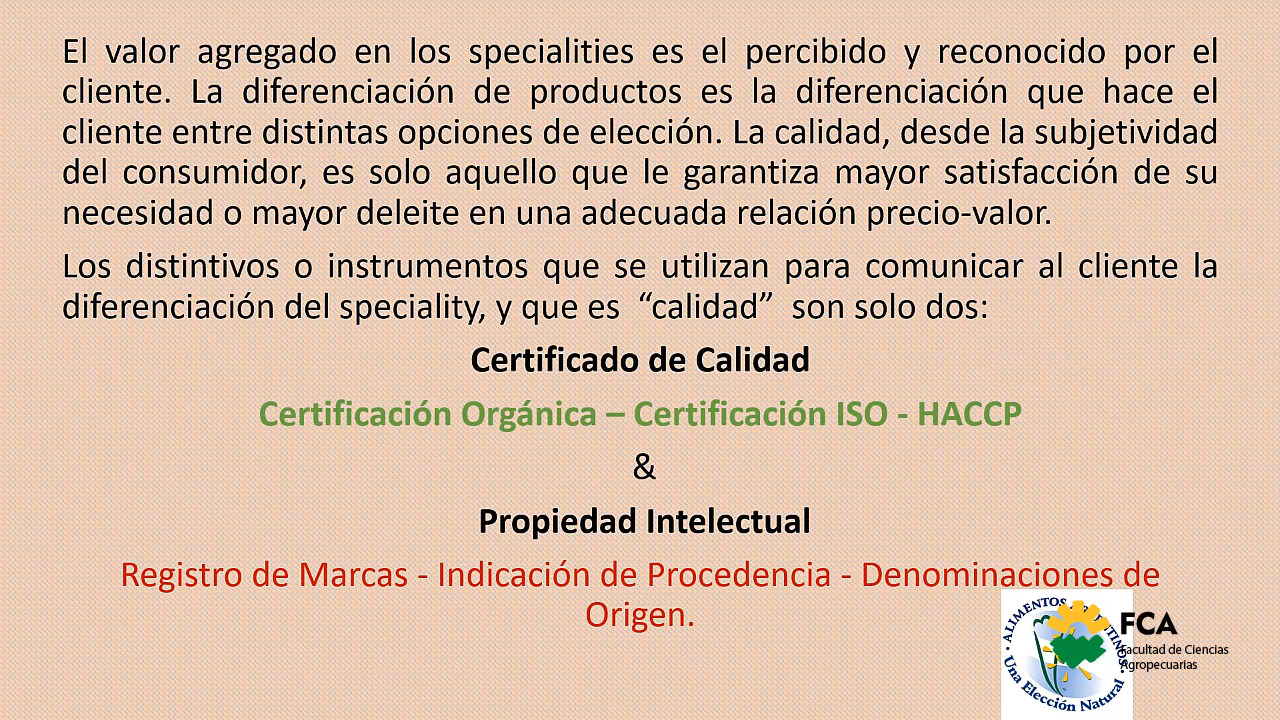 El valor agregado en los specialities es el percibido y reconocido por el
cliente. La diferenciación de productos es la diferenciación que hace el
cliente entre distintas opciones de elección. La calidad, desde la subjetividad
del consumidor, es solo aquello que le garantiza mayor satisfacción de su
necesidad o mayor deleite en una adecuada relación precio-valor.
Los distintivos o instrumentos que se utilizan para comunicar al cliente la
diferenciación del speciality, y que es “calidad” son solo dos:
Certificado de Calidad
Certificación Orgánica – Certificación ISO - HACCP
&
Propiedad Intelectual
Registro de Marcas - Indicación de Procedencia - Denominaciones de
Origen.
ALIMENTOS
Una Elección Natural
FCA
Facultad de Ciencias
Agropecuarias